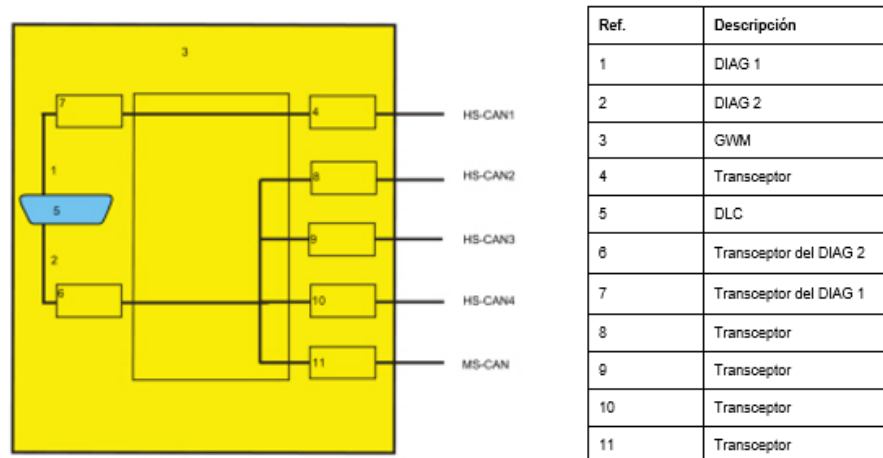 3
7
4
HS-CAN1
1
8
HS-CAN2
5
9
HS-CAN3
2
6
10
HS-CAN4
11
MS-CAN
Ref. Descripción
1 DIAG 1
2 DIAG 2
3 GWM
4 Transceptor
5 DLC
6 Transceptor del DIAG 2
7 Transceptor del DIAG 1
8 Transceptor
9 Transceptor
10 Transceptor
11 Transceptor